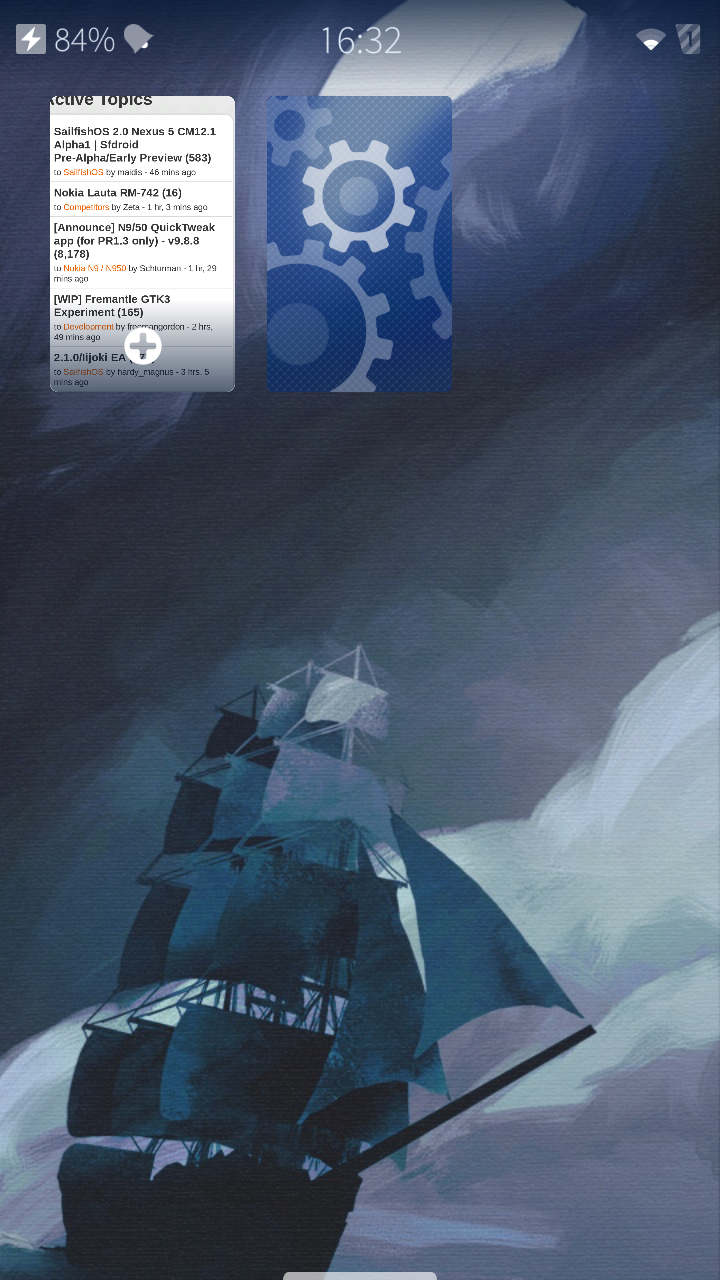 84%
16:32
1
Active Topics
SailfishOS 2.0 Nexus 5 CM12.1
Alpha1 | Sfdroid
Pre-Alpha/Early Preview (583)
to SailfishOS by maidis - 46 mins ago
Nokia Lauta RM-742 (16)
to Competitors by Zeta - 1 hr, 3 mins ago
[Announce] N9/50 QuickTweak
app (for PR1.3 only) - v9.8.8
(8,178)
to Nokia N9 / N950 by Schturman - 1 hr, 29
mins ago
[WIP] Fremantle GTK3
Experiment (165)
to Development by freemangordon - 2 hrs,
49 mins ago
2.1.0/Iijoki EA
to SailfishOS by hardy_magnus - 3 hrs, 5
mins ago